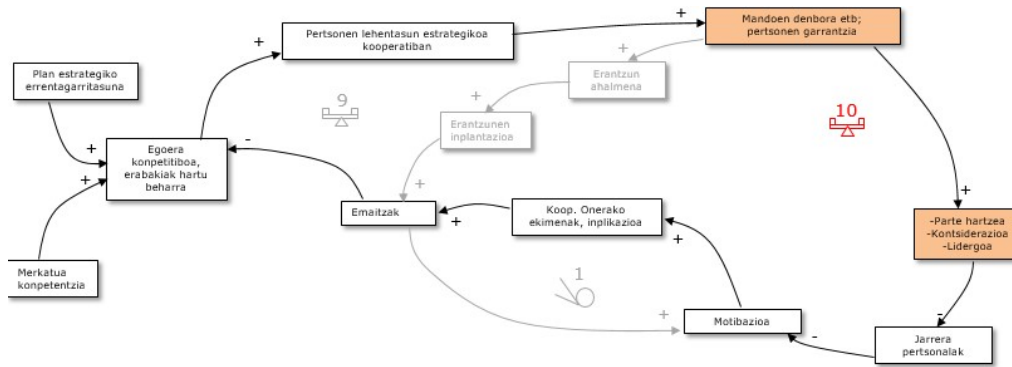 Pertsonen lehentasun estrategikoa
kooperatiban
+
Mandoen denbora etb;
pertsonen garrantzia
+
+
Plan estrategiko
errentagarritasuna
Erantzun
ahalmena
9
+
10
Erantzunen
inplantazioa
-
+
Egoera
konpetitiboa,
erabakiak hartu
beharra
+
+
+
Emaitzak
+
Koop. Onerako
ekimenak, inplikazioa
-Parte hartzea
-Kontsiderazioa
-Lidergoa
+
Merkatua
konpetentzia
1
+
Motibazioa
-
-
Jarrera
pertsonalak